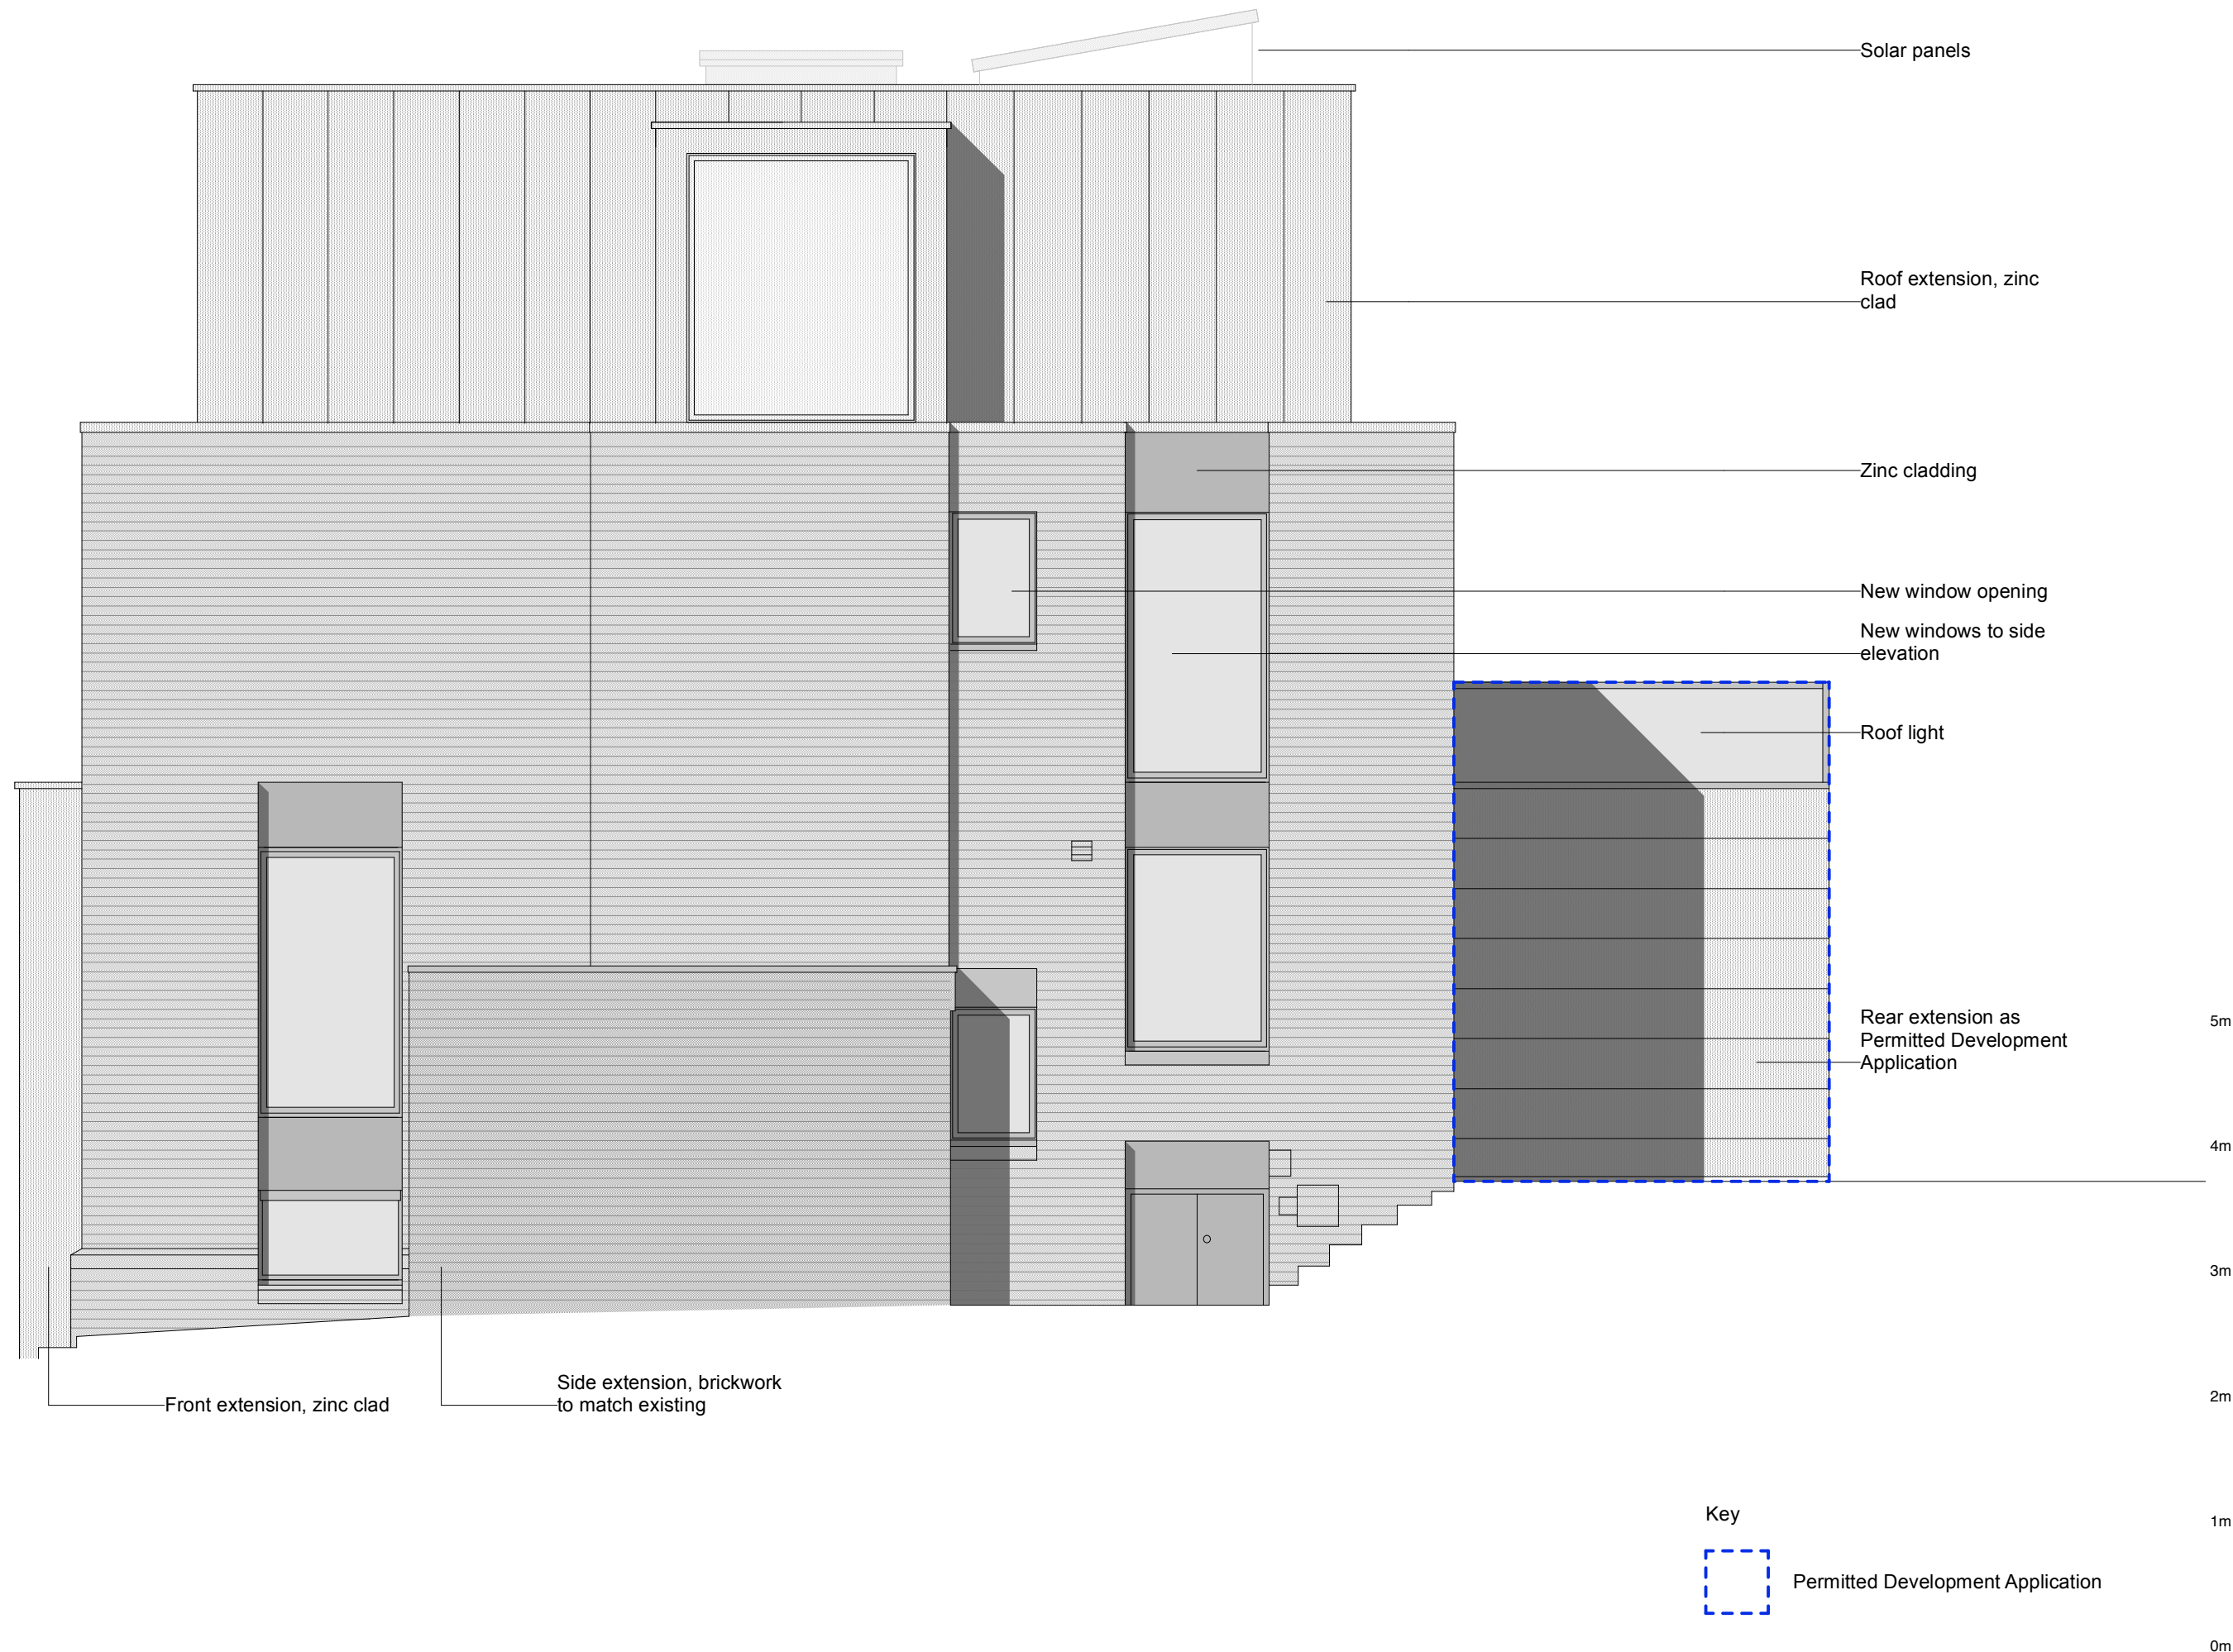 Solar panels
Roof extension, zinc
clad
Zinc cladding
New window opening
New windows to side
elevation
Roof light
Rear extension as
Permitted Development
Application
5m
4m
3m
2m
1m
0m
Front extension, zinc clad
Side extension, brickwork
to match existing
Key
Permitted Development Application